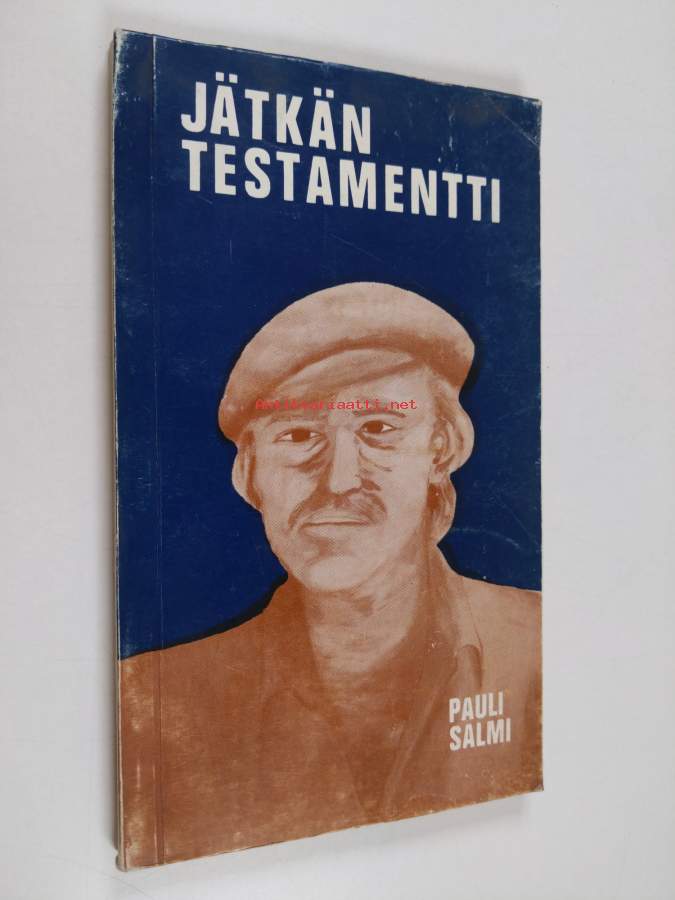 JÄTKÄN
TESTAMENTTI
Antikvariaatti.net
PAULI
SALMI